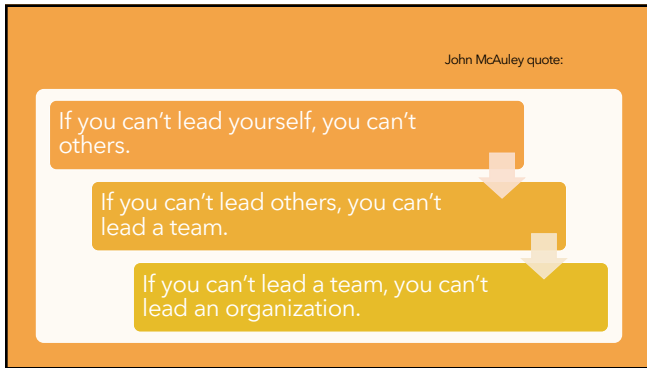 John McAuley quote:
If you can't lead yourself, you can't
others.
If you can't lead others, you can't
lead a team.
If you can't lead a team, you can't
lead an organization.